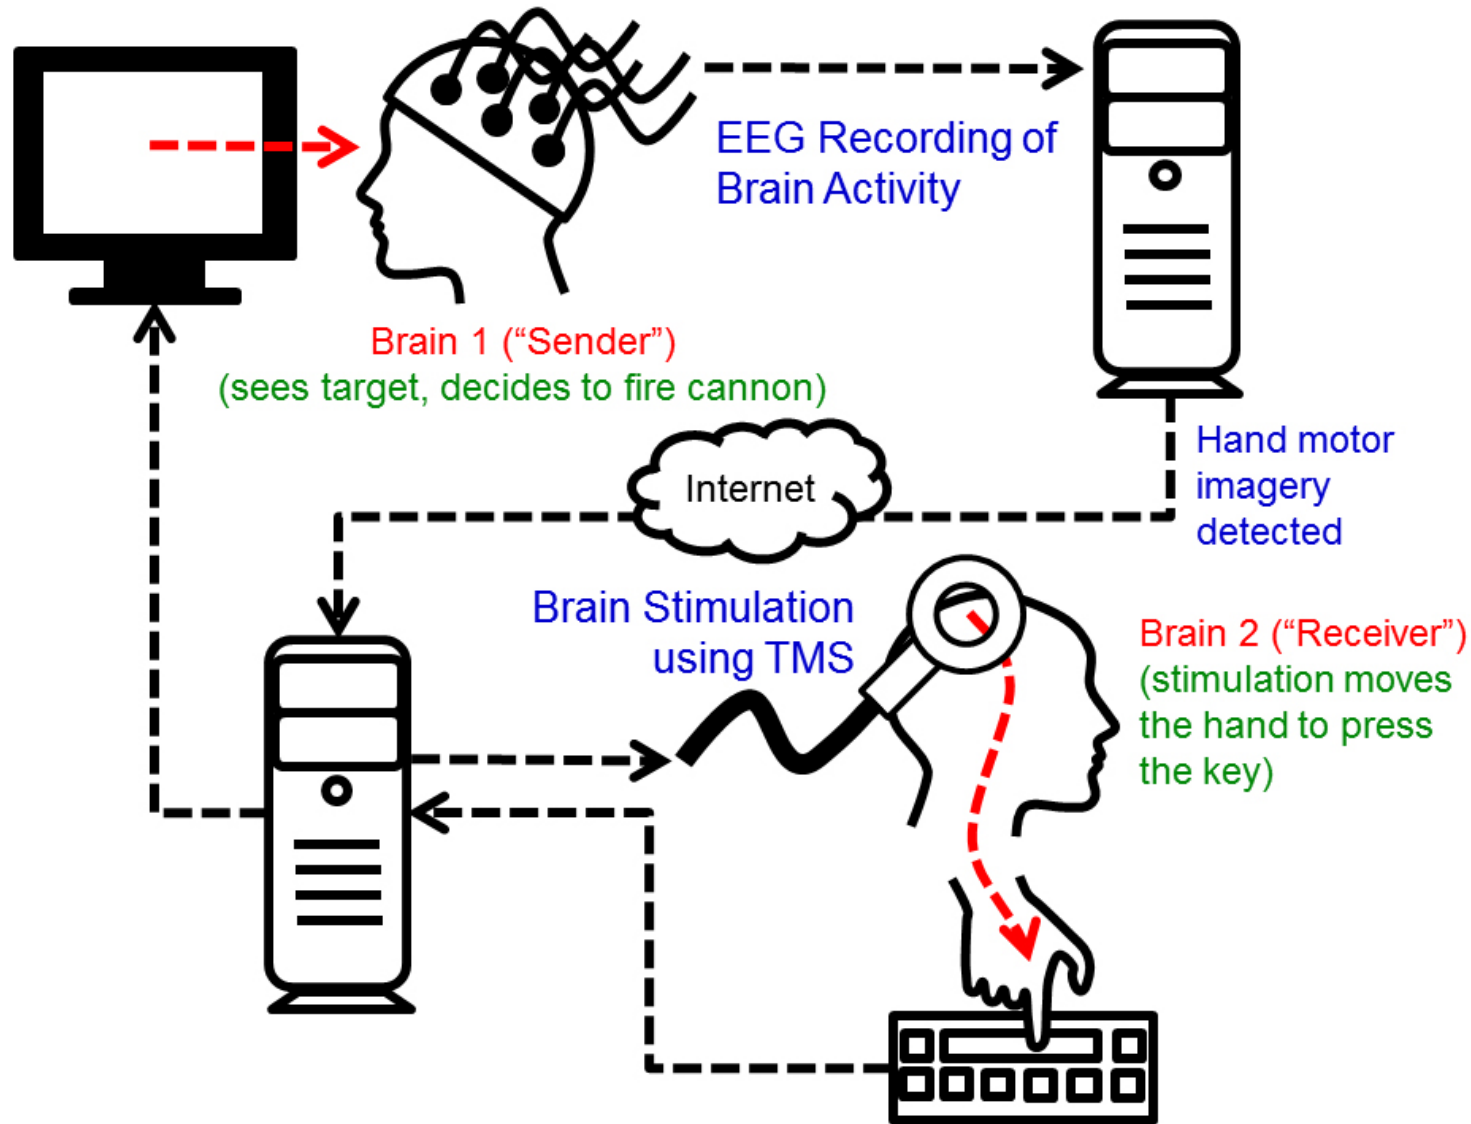 EEG Recording of
Brain Activity
Brain 1 (“Sender”)
(sees target, decides to fire cannon)
Hand motor
imagery
detected
Internet
Brain Stimulation
using TMS
Brain 2 (“Receiver”)
(stimulation moves
the hand to press
the key)